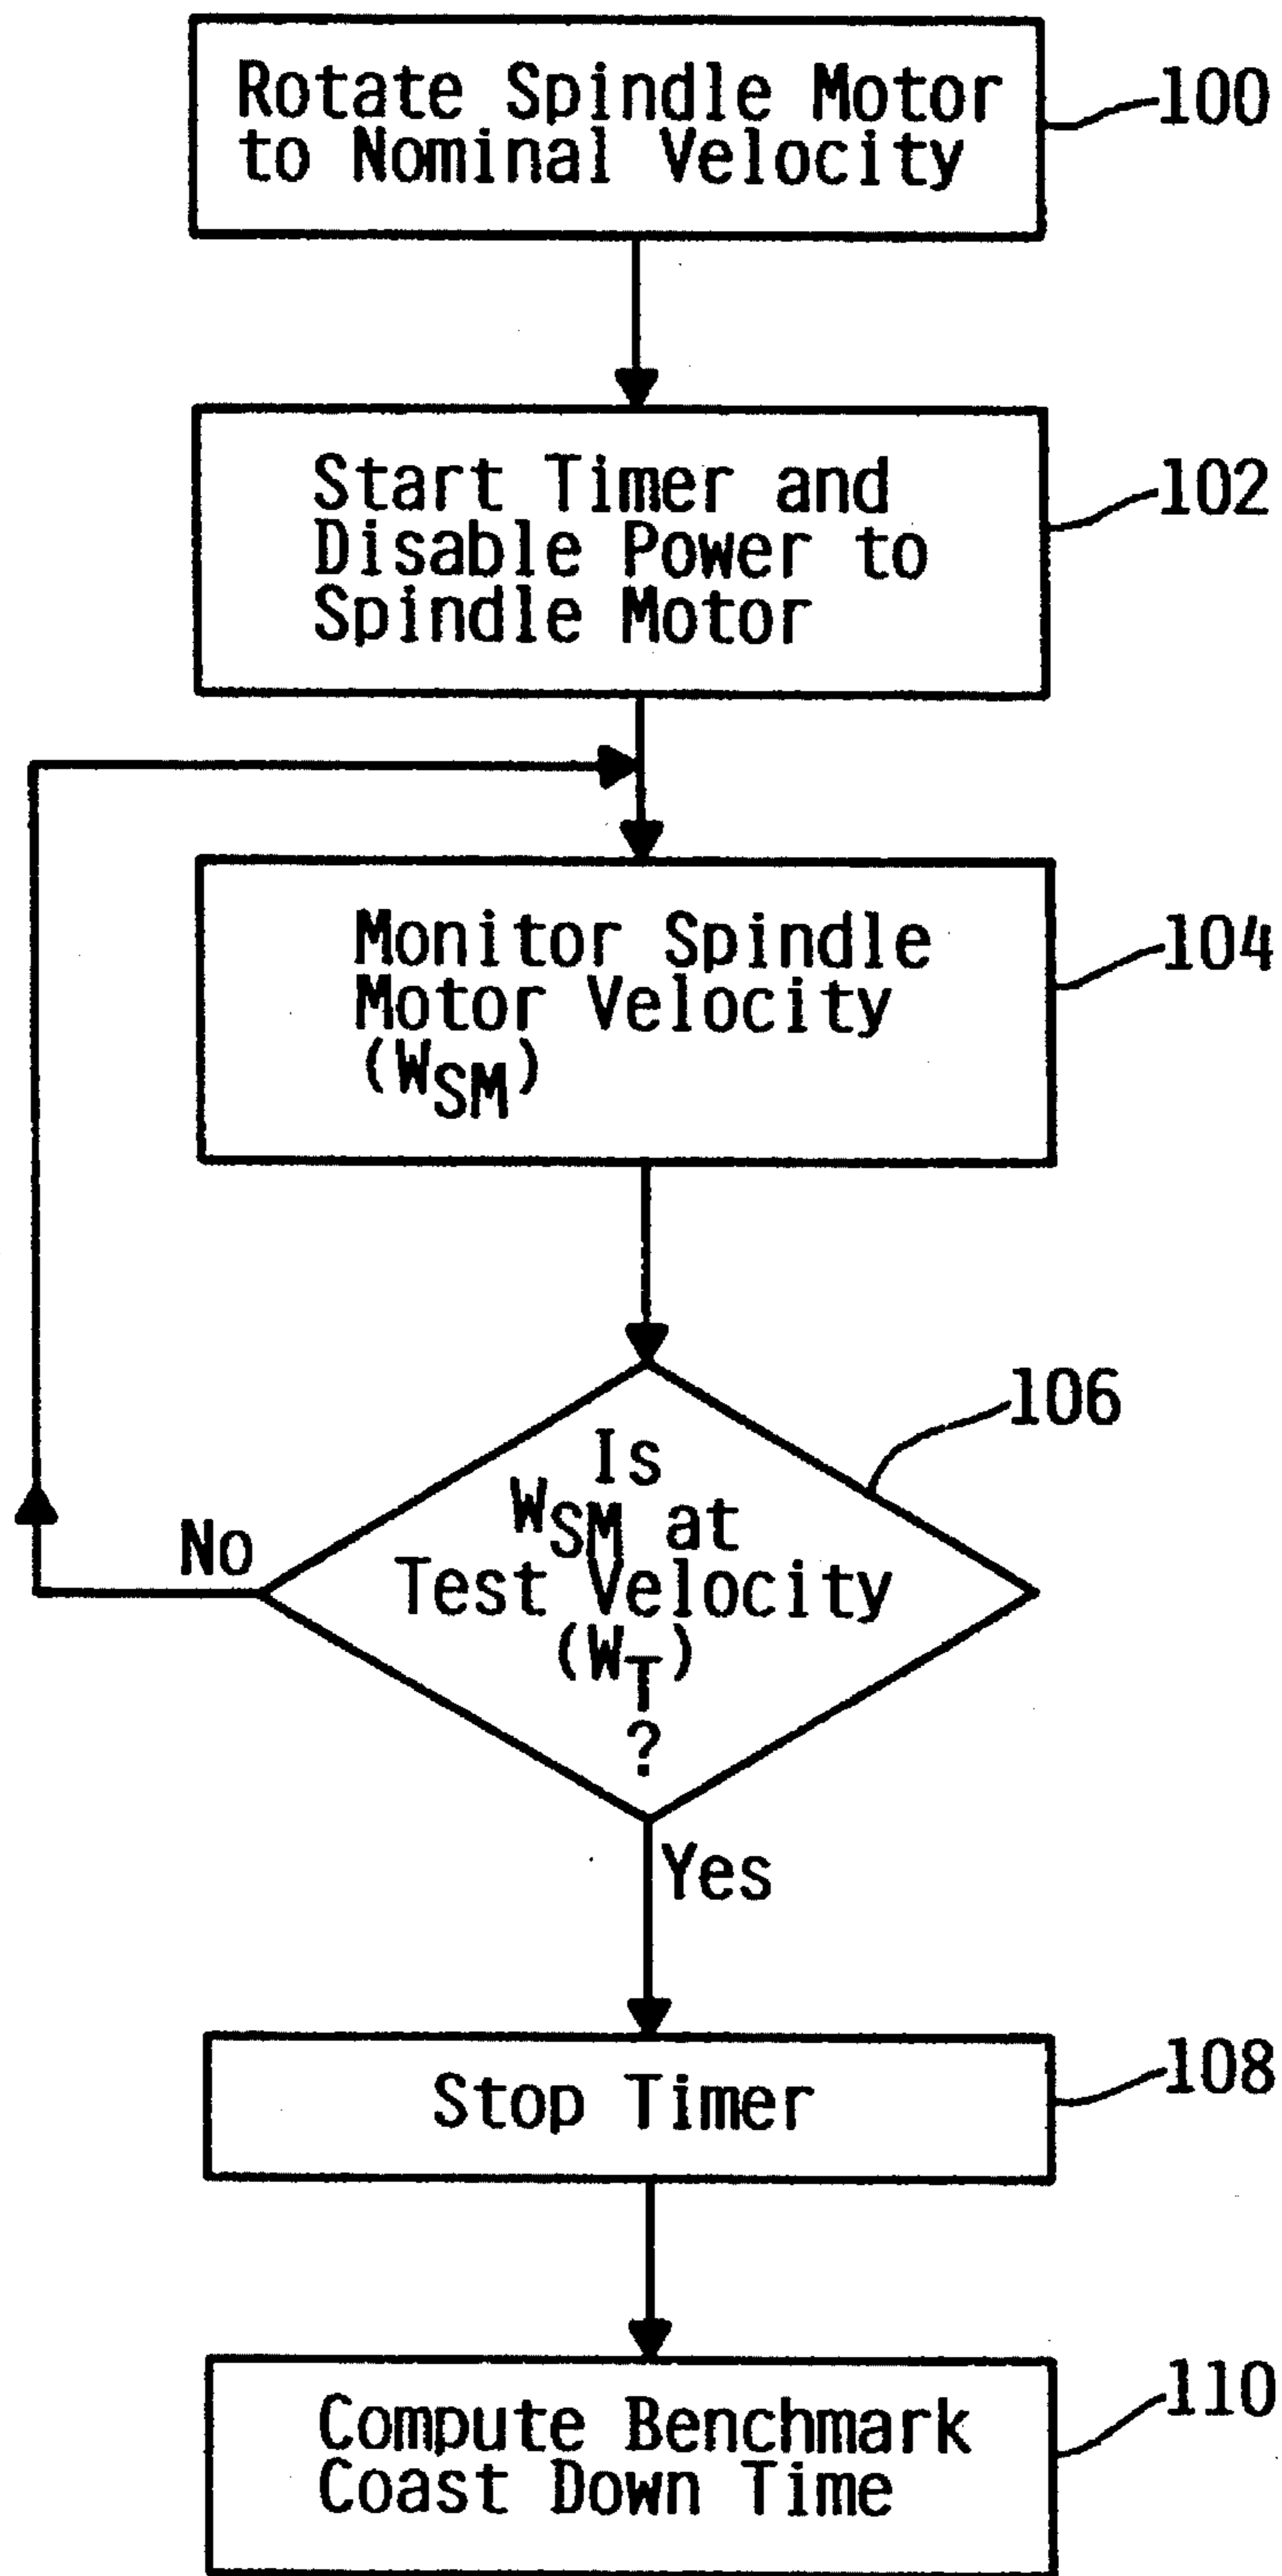 Rotate Spindle Motor
to Nominal Velocity
100
Start Timer and
Disable Power to
Spindle Motor
102
Monitor Spindle
Motor Velocity
(WSM)
104
106
Is
WSM at
Test Velocity
(WT)
?
No
Yes
Stop Timer
108
Compute Benchmark
Coast Down Time
110